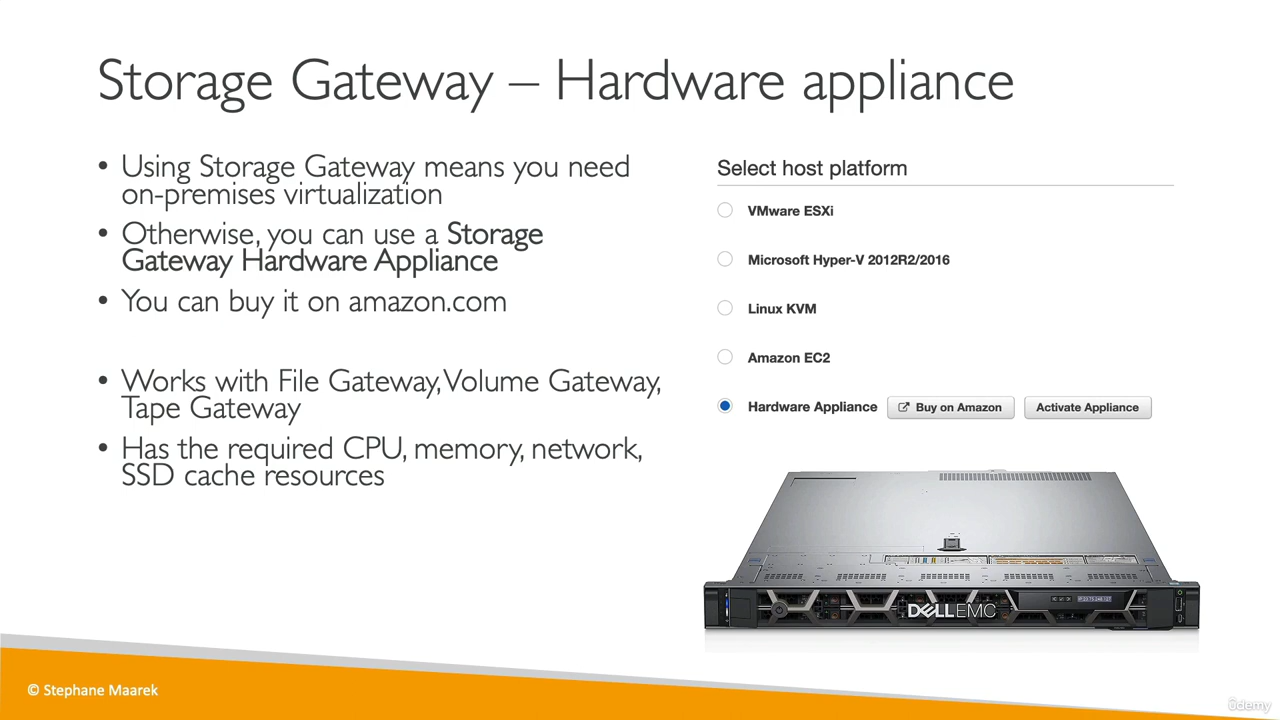 Storage Gateway – Hardware appliance
• Using Storage Gateway means you need
on-premises virtualization
• Otherwise, you can use a Storage
Gateway Hardware Appliance
• You can buy it on amazon.com
• Works with File Gateway, Volume Gateway,
Tape Gateway
• Has the required CPU, memory, network,
SSD cache resources
Select host platform
VMware ESXi
Microsoft Hyper-V 2012R2/2016
Linux KVM
Amazon EC2
Hardware Appliance Buy on Amazon Activate Appliance
DELLEMC
© Stephane Maarek
ûdemy